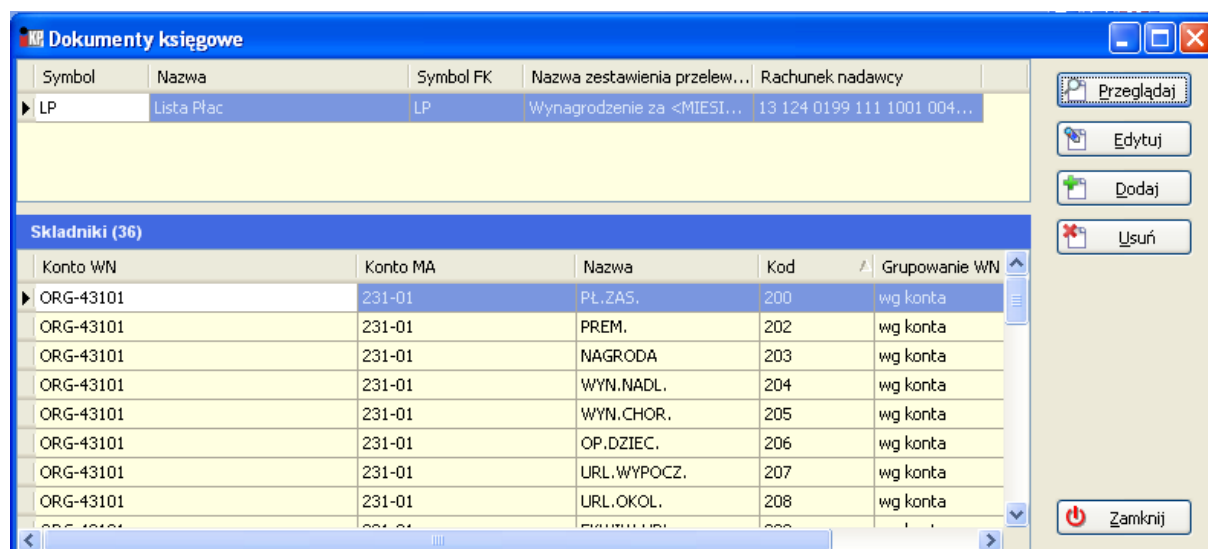 KP Dokumenty księgowe
Symbol Nazwa Symbol FK Nazwa zestawienia przelew... Rachunek nadawcy
LP Lista Płac LP Wynagrodzenie za <MIESI... 13 124 0199 111 1001 004...
Przeglądaj
Edytuj
Dodaj
Usuń
Składniki (36)
Konto WN Konto MA Nazwa Kod Grupowanie WN
ORG-43101 231-01 PŁ.ZAS. 200 wg konta
ORG-43101 231-01 PREM. 202 wg konta
ORG-43101 231-01 NAGRODA 203 wg konta
ORG-43101 231-01 WYN.NADL. 204 wg konta
ORG-43101 231-01 WYN.CHOR. 205 wg konta
ORG-43101 231-01 OP.DZIEC. 206 wg konta
ORG-43101 231-01 URL.WYPOCZ. 207 wg konta
ORG-43101 231-01 URL.OKOL. 208 wg konta
Zamknij